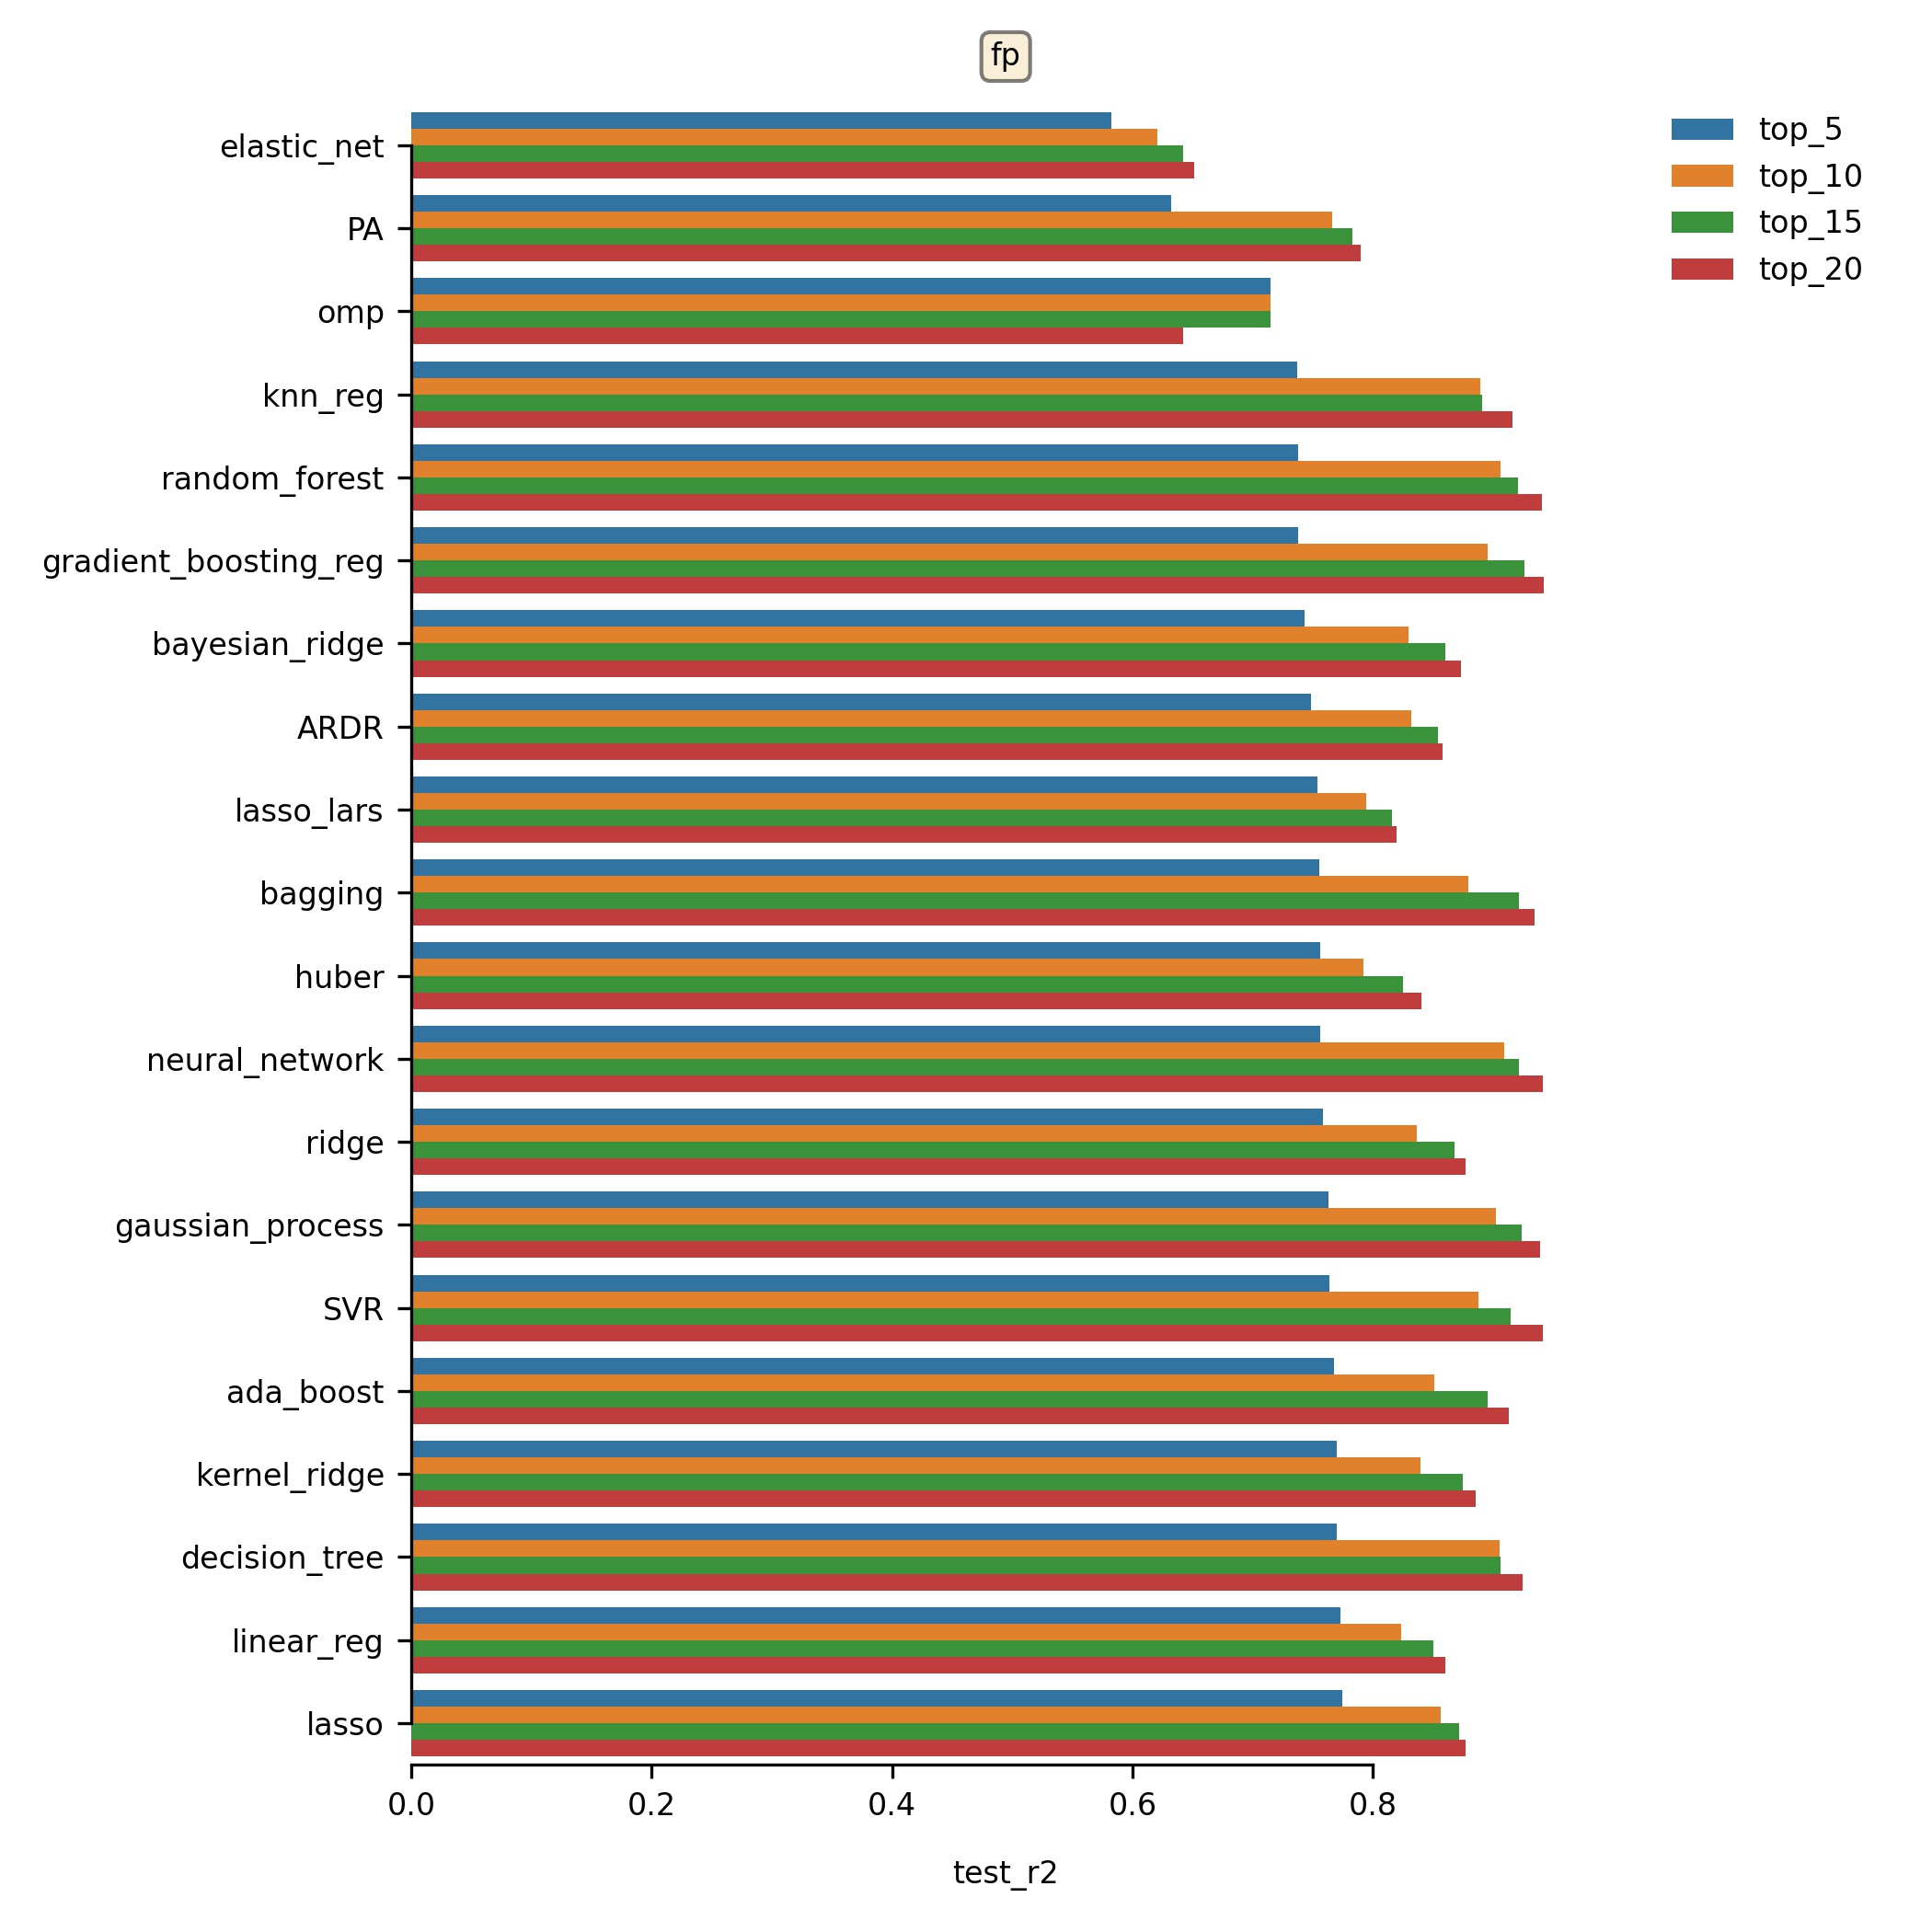 fp
top_5
top_10
top_15
top_20
elastic_net
PA
omp
knn_reg
random_forest
gradient_boosting_reg
bayesian_ridge
ARDR
lasso_lars
bagging
huber
neural_network
ridge
gaussian_process
SVR
ada_boost
kernel_ridge
decision_tree
linear_reg
lasso
0.0 0.2 0.4 0.6 0.8
test_r2